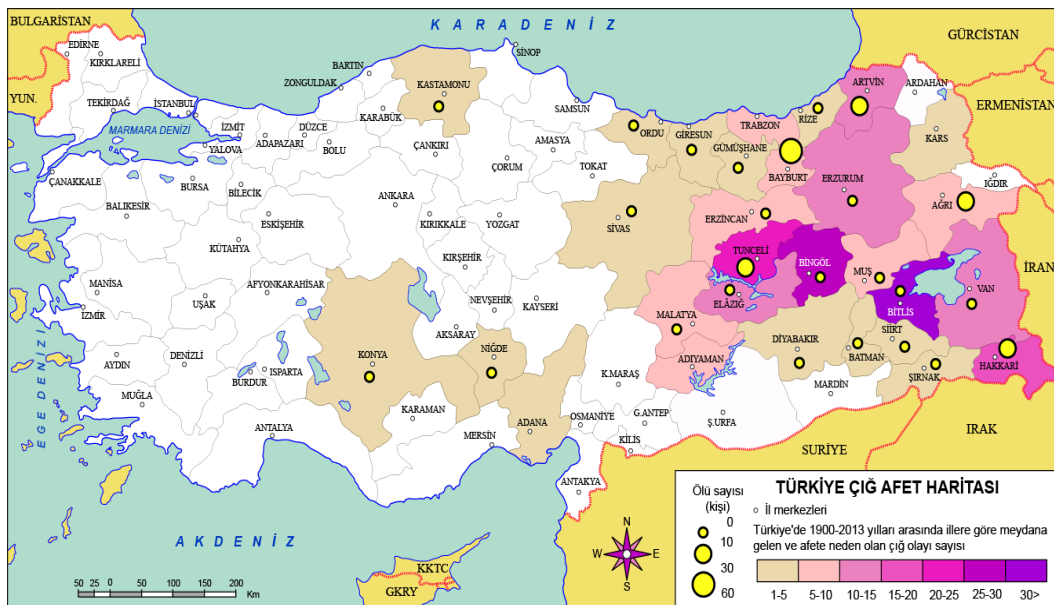 BULGARİSTAN
K A R A D E N İ Z
GÜRCİSTAN
EDİRNE
KIRKLARELİ
SİNOP
BARTIN
ZONGULDAK
KASTAMONU
ARTVİN
ARDAHAN
YUN.
TEKİRDAĞ
İSTANBUL
KARABÜK
SAMSUN
ERMENİSTAN
MARMARA DENİZİ
İZMİT
DÜZCE
ORDU
GİRESUN
TRABZON
RİZE
KARS
YALOVA
ADAPAZARI
BOLU
ÇANKIRI
AMASYA
GÜMÜŞHANE
ÇANAKKALE
BURSA
BİLECİK
ÇORUM
TOKAT
BAYBURT
ERZURUM
IĞDIR
BALIKESİR
ANKARA
AĞRI
ESKİŞEHİR
KIRIKKALE
YOZGAT
SİVAS
ERZİNCAN
KÜTAHYA
TUNCELİ
BİNGÖL
İRAN
KIRŞEHİR
MUŞ
MANİSA
UŞAK
AFYONKARAHİSAR
NEVŞEHİR
KAYSERİ
ELÂZIĞ
VAN
İZMİR
AKSARAY
MALATYA
BİTLİS
EGE DENİZİ
SİİRT
NİĞDE
DİYABAKIR
BATMAN
AYDIN
DENİZLİ
KONYA
HAKKARİ
BURDUR
ISPARTA
K.MARAŞ
ADIYAMAN
ŞIRNAK
MARDİN
MUĞLA
KARAMAN
OSMANİYE
G.ANTEP
ANTALYA
MERSİN
ADANA
Ş.URFA
KİLİS
IRAK
SURİYE
ANTAKYA
A K D E N İ Z
KKTC
GKRY
N
W
E
S
50 25 0 50 100 150 200
Km
Ölü sayısı
(kişi)
0
10
30
60
TÜRKİYE ÇIĞ AFET HARİTASI
İl merkezleri
Türkiye'de 1900-2013 yılları arasında illere göre meydana
gelen ve afete neden olan çığ olayı sayısı
1-5 5-10 10-15 15-20 20-25 25-30 30>